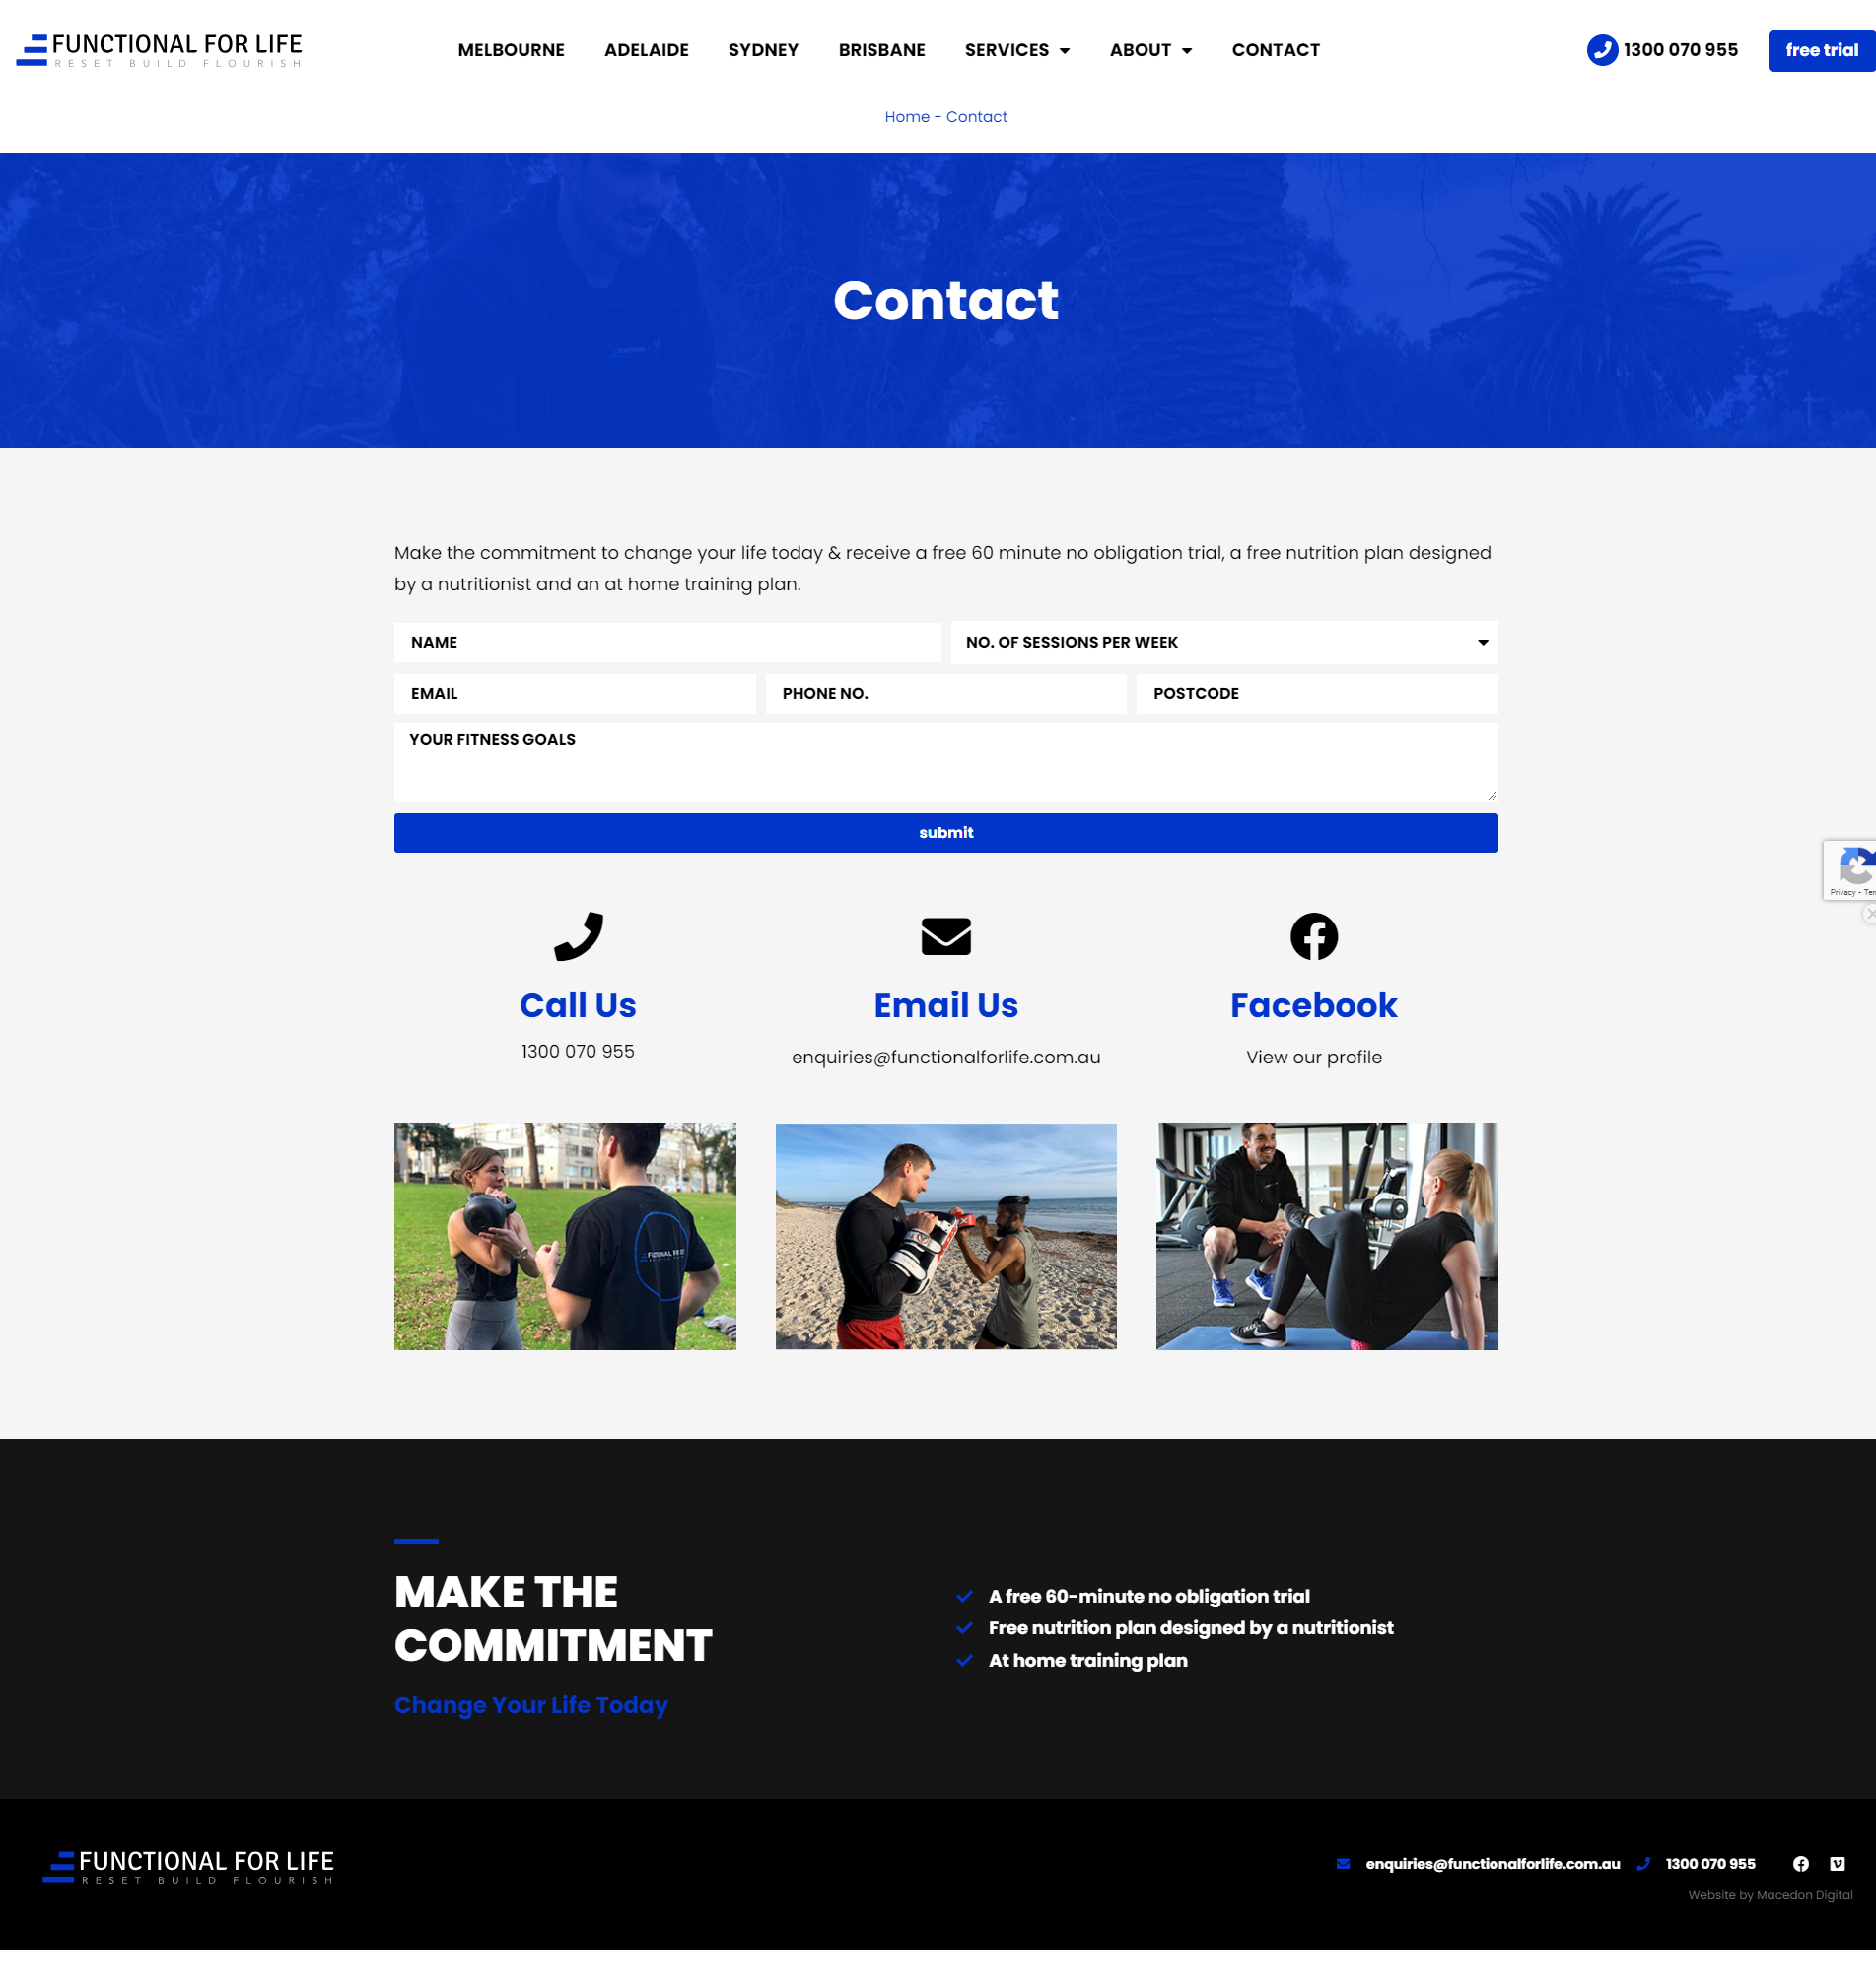 FUNCTIONAL FOR LIFE
RESET BUILD FLOURISH
MELBOURNE ADELAIDE SYDNEY BRISBANE SERVICES ABOUT CONTACT
1300 070 955
free trial
Home - Contact
Contact
Make the commitment to change your life today & receive a free 60 minute no obligation trial, a free nutrition plan designed
by a nutritionist and an at home training plan.
NAME
NO. OF SESSIONS PER WEEK
EMAIL
PHONE NO.
POSTCODE
YOUR FITNESS GOALS
submit
Privacy -
Call Us
1300 070 955
Email Us
enquiries@functionalforlife.com.au
Facebook
View our profile
MAKE THE
COMMITMENT
Change Your Life Today
A free 60-minute no obligation trial
Free nutrition plan designed by a nutritionist
At home training plan
FUNCTIONAL FOR LIFE
RESET BUILD FLOURISH
enquiries@functionalforlife.com.au
1300 070 955
Website by Macedon Digital